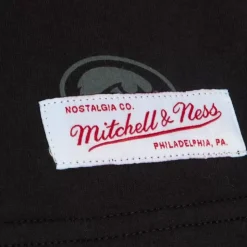 NOSTALGIA CO.
Mitchell & Ness
PHILADELPHIA, PA.